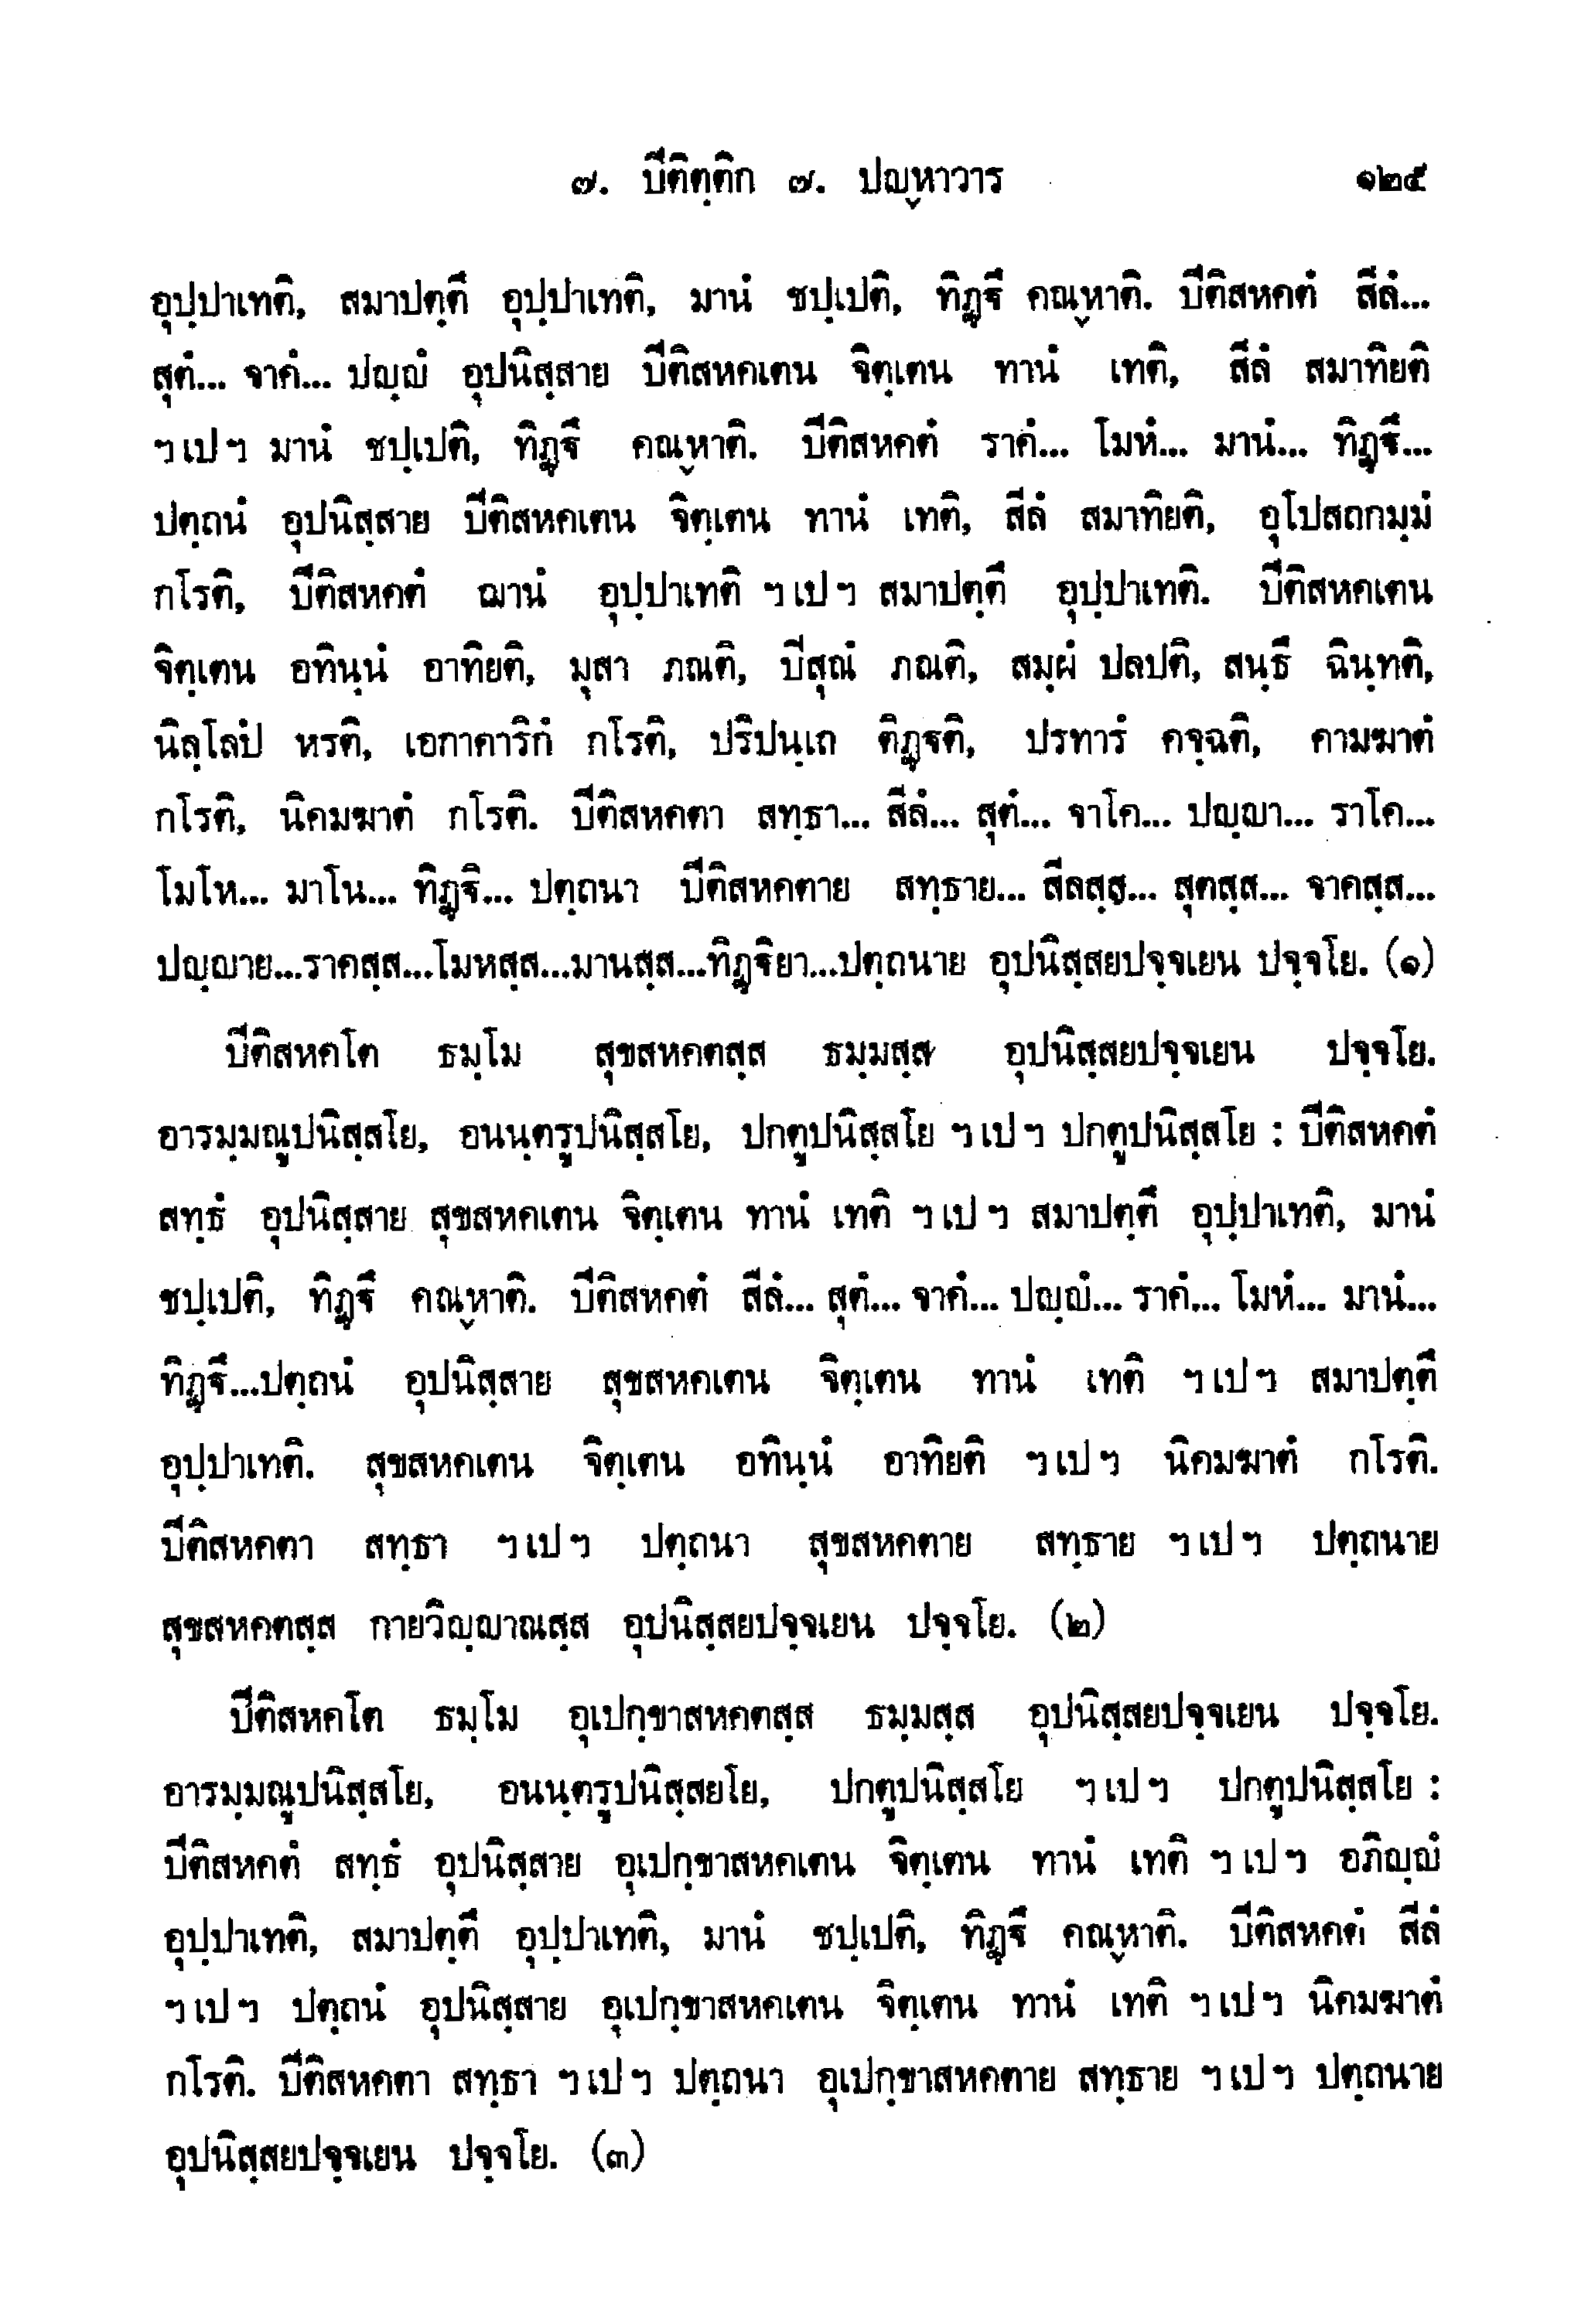 ๗. ปีติตฺติก ๗. ปญฺหาวาร ๑๒๕
อุปฺปาเทติ, สมาปตฺตึ อุปฺปาเทติ, มานํ ชปฺเปติ, ทิฏฺฐึ คณฺหาติ. ปีติสหคตํ สีลํ...
สุตํ... จาคํ... ปญฺญํ อุปนิสฺสาย ปีติสหคเตน จิตฺเตน ทานํ เทติ, สีลํ สมาทิยติ
ฯ เป ฯ มานํ ชปฺเปติ, ทิฏฺฐึ คณฺหาติ. ปีติสหคตํ ราคํ... โมหํ... มานํ... ทิฏฺฐึ...
ปตฺถนํ อุปนิสฺสาย ปีติสหคเตน จิตฺเตน ทานํ เทติ, สีลํ สมาทิยติ, อุโปสถกมฺมํ
กโรติ, ปีติสหคตํ ฌานํ อุปฺปาเทติ ฯ เป ฯ สมาปตฺตึ อุปฺปาเทติ. ปีติสหคเตน
จิตฺเตน อทินฺนํ อาทิยติ, มุสา ภณติ, ปีสุณํ ภณติ, สมฺผํ ปลปติ, สนฺธึ ฉินฺทติ,
นิลฺโลปํ หรติ, เอกาคาริกํ กโรติ, ปริปนฺเถ ติฏฺฐติ, ปรทารํ คจฺฉติ, คามฆาตํ
กโรติ, นิคมฆาตํ กโรติ. ปีติสหคตา สทฺธา... สีลํ... สุตํ... จาโค... ปญฺญา... ราโค...
โมโห... มาโน... ทิฏฺฐิ... ปตฺถนา ปีติสหคตาย สทฺธาย... สีลสฺส... สุตสฺส... จาคสฺส...
ปญฺญาย...ราคสฺส...โมหสฺส...มานสฺส...ทิฏฺฐิยา...ปตฺถนาย อุปนิสฺสยปจฺจเยน ปจฺจโย. (๑)
ปีติสหคโต ธมฺโม สุขสหคตสฺส ธมฺมสฺส อุปนิสฺสยปจฺจเยน ปจฺจโย.
อารมฺมณูปนิสฺสโย, อนนฺตรูปนิสฺสโย, ปกตูปนิสฺสโย ฯ เป ฯ ปกตูปนิสฺสโย : ปีติสหคตํ
สทฺธํ อุปนิสฺสาย สุขสหคเตน จิตฺเตน ทานํ เทติ ฯ เป ฯ สมาปตฺตึ อุปฺปาเทติ, มานํ
ชปฺเปติ, ทิฏฺฐึ คณฺหาติ. ปีติสหคตํ สีลํ... สุตํ... จาคํ... ปญฺญํ... ราคํ... โมหํ... มานํ...
ทิฏฺฐึ...ปตฺถนํ อุปนิสฺสาย สุขสหคเตน จิตฺเตน ทานํ เทติ ฯ เป ฯ สมาปตฺตึ
อุปฺปาเทติ. สุขสหคเตน จิตฺเตน อทินฺนํ อาทิยติ ฯ เป ฯ นิคมฆาตํ กโรติ.
ปีติสหคตา สทฺธา ฯ เป ฯ ปตฺถนา สุขสหคตาย สทฺธาย ฯ เป ฯ ปตฺถนาย
สุขสหคตสฺส กายวิญฺญาณสฺส อุปนิสฺสยปจฺจเยน ปจฺจโย. (๒)
ปีติสหคโต ธมฺโม อุเปกฺขาสหคตสฺส ธมฺมสฺส อุปนิสฺสยปจฺจเยน ปจฺจโย.
อารมฺมณูปนิสฺสโย, อนนฺตรูปนิสฺสยโย, ปกตูปนิสฺสโย ฯ เป ฯ ปกตูปนิสฺสโย :
ปีติสหคตํ สทฺธํ อุปนิสฺสาย อุเปกฺขาสหคเตน จิตฺเตน ทานํ เทติ ฯ เป ฯ อภิญฺญํ
อุปฺปาเทติ, สมาปตฺตึ อุปฺปาเทติ, มานํ ชปฺเปติ, ทิฏฺฐึ คณฺหาติ. ปีติสหคตํ สีลํ
ฯ เป ฯ ปตฺถนํ อุปนิสฺสาย อุเปกฺขาสหคเตน จิตฺเตน ทานํ เทติ ฯ เป ฯ นิคมฆาตํ
กโรติ. ปีติสหคตา สทฺธา ฯ เป ฯ ปตฺถนา อุเปกฺขาสหคตาย สทฺธาย ฯ เป ฯ ปตฺถนาย
อุปนิสฺสยปจฺจเยน ปจฺจโย. (๓)